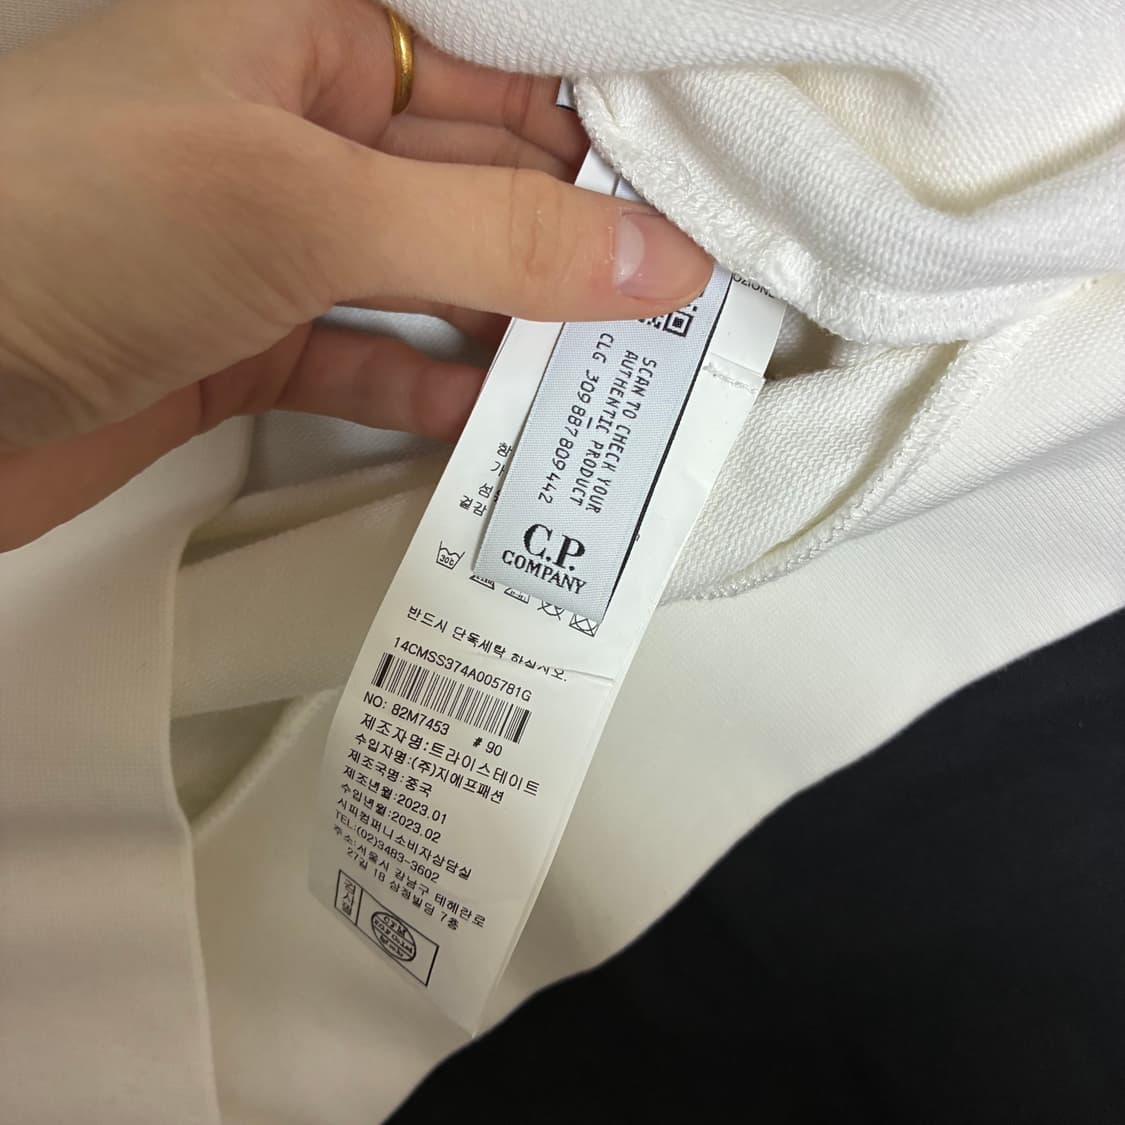 SCAN TO CHECK YOUR
AUTHENTIC PRODUCT
CLG 309 887 809 442
C.P.
COMPANY
반드시 단독세탁 하십시오.
14CMSS374A005781G
NO: 82M7453 #90
제조자명:트라이스테이트
수입자명:(주)지에프패션
제조국명:중국
제조년월:2023.01
수입년월:2023.02
시피컴퍼니소비자상담실
TEL:(02)3483-3602
주소:서울시 강남구 테헤란로
27길 18 삼정빌딩 7층
검사필